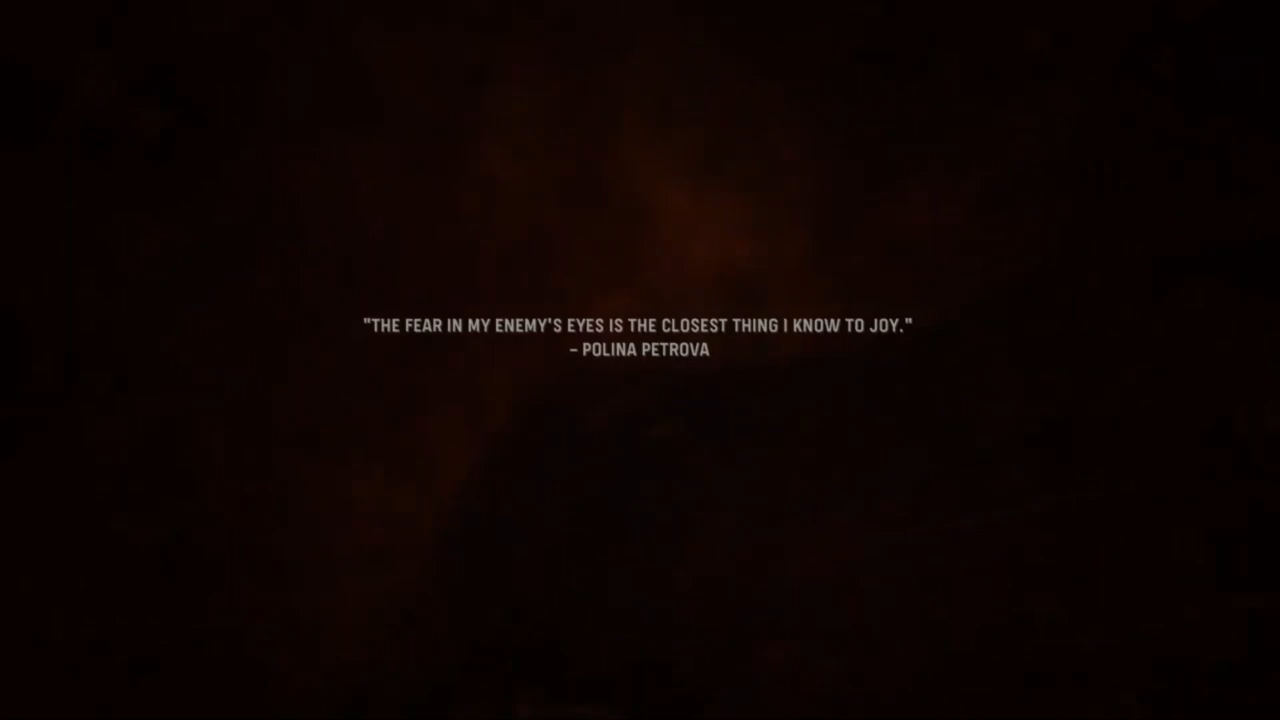 "THE FEAR IN MY ENEMY'S EYES IS THE CLOSEST THING I KNOW TO JOY."
– POLINA PETROVA